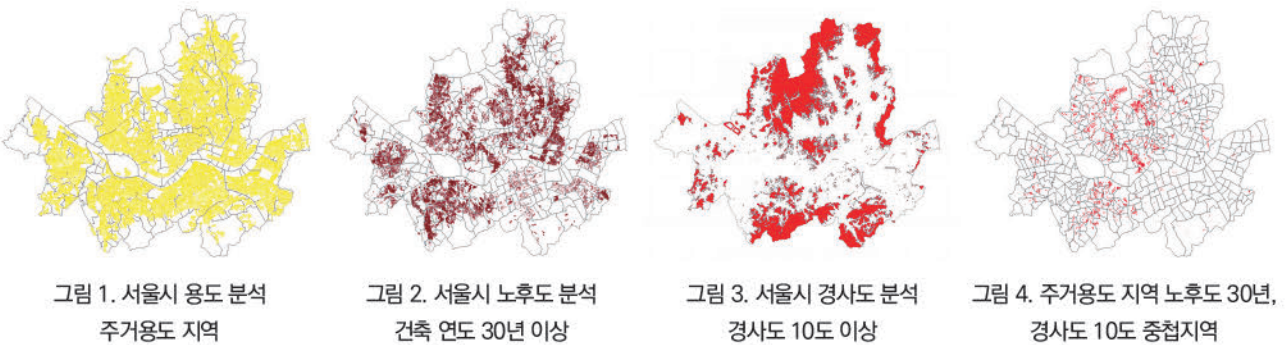 그림 1. 서울시 용도 분석
주거용도 지역
그림 2. 서울시 노후도 분석
건축 연도 30년 이상
그림 3. 서울시 경사도 분석
경사도 10도 이상
그림 4. 주거용도 지역 노후도 30년,
경사도 10도 중첩지역